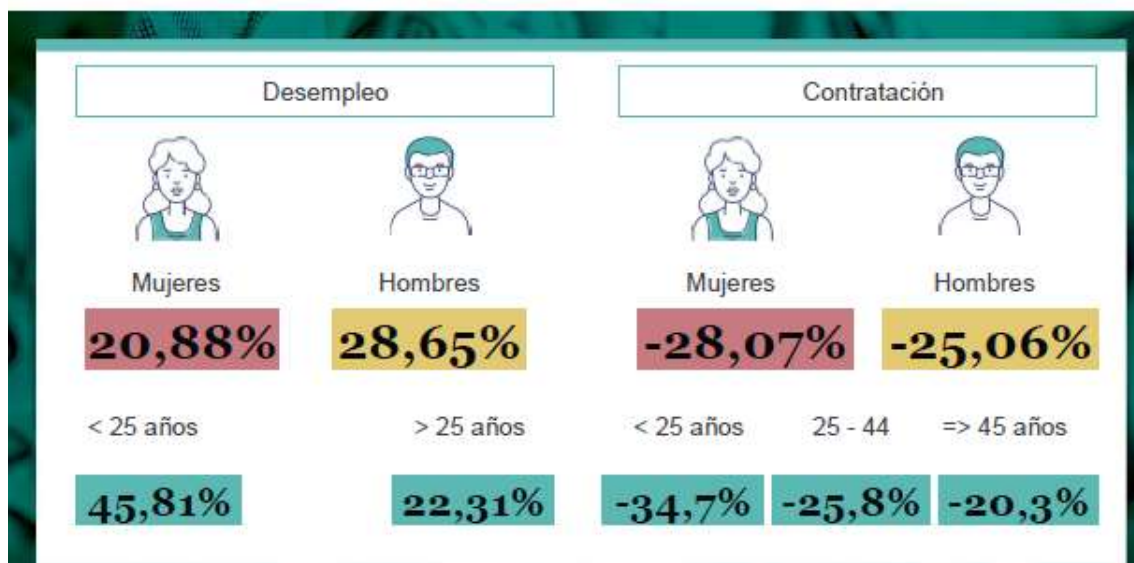 Desempleo
Contratación
Mujeres
Hombres
Mujeres
Hombres
20,88%
28,65%
-28,07%
-25,06%
< 25 años
> 25 años
< 25 años
25 - 44
=> 45 años
45,81%
22,31%
-34,7%
-25,8%
-20,3%